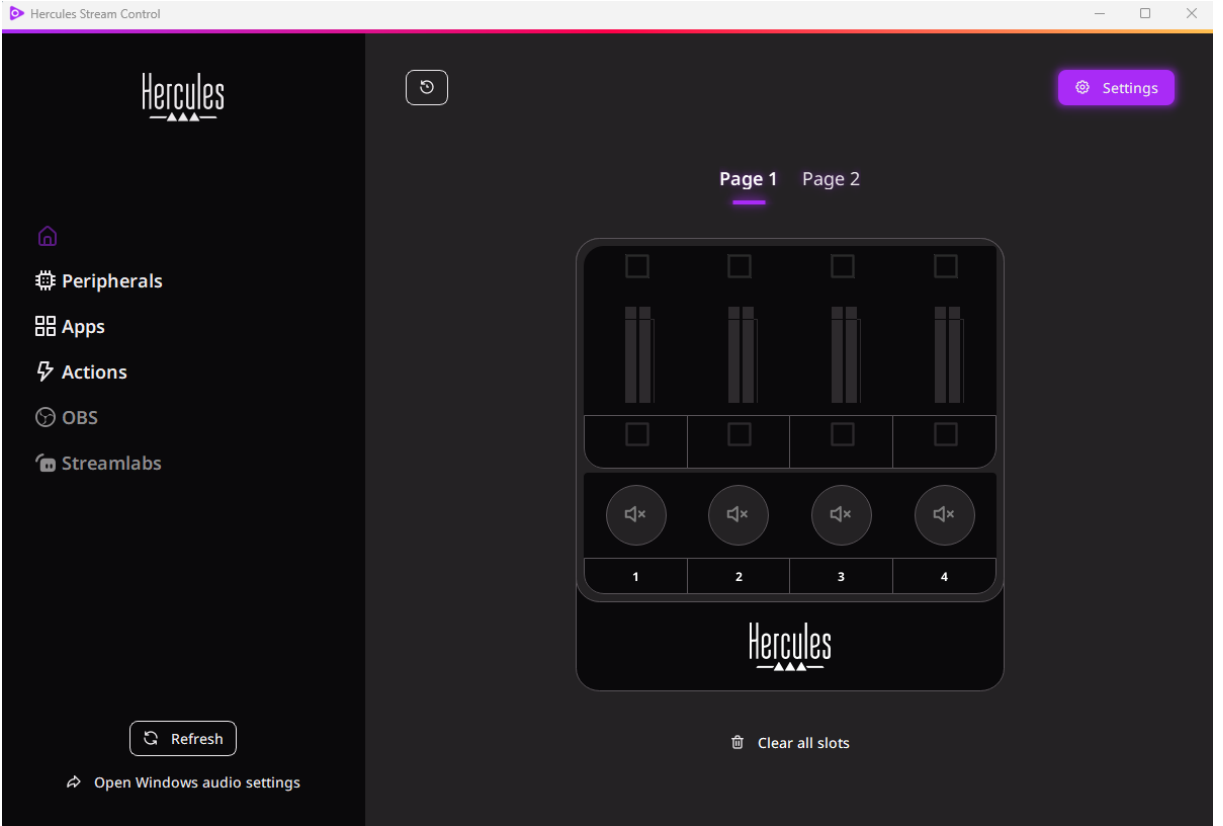 Hercules Stream Control
Hercules
Settings
Page 1 Page 2
Peripherals
Apps
Actions
OBS
Streamlabs
1 2 3 4
Hercules
Refresh
Clear all slots
Open Windows audio settings